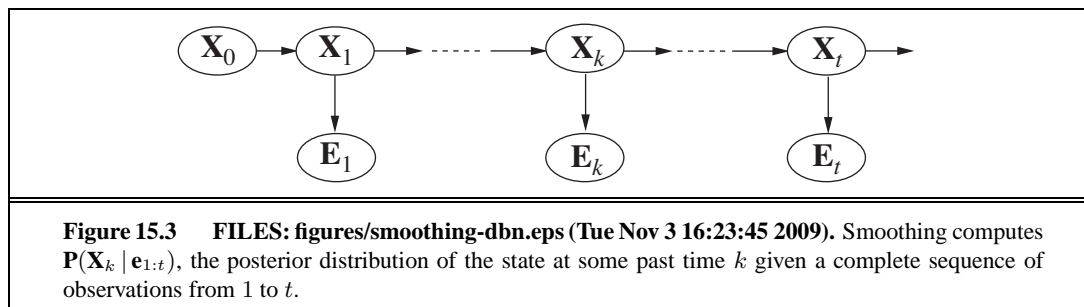 X0 X1 Xk Xt
E1 Ek Et
Figure 15.3 FILES: figures/smoothing-dbn.eps (Tue Nov 3 16:23:45 2009). Smoothing computes
P(Xk | e1:t), the posterior distribution of the state at some past time k given a complete sequence of
observations from 1 to t.